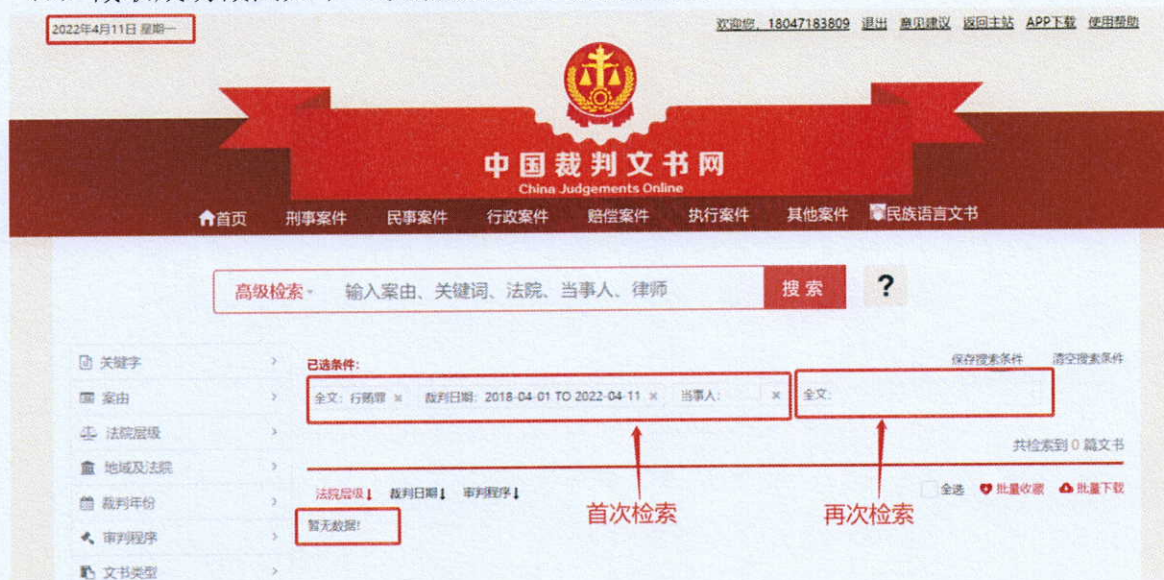 2022年4月11日 星期一
欢迎您，18047183809 退出 意见建议 返回主站 APP下载 使用帮助
中国裁判文书网
China Judgements Online
首页 刑事案件 民事案件 行政案件 赔偿案件 执行案件 其他案件 民族语言文书
高级检索 输入案由、关键词、法院、当事人、律师 搜索 ?
关键字
案由
法院层级
地域及法院
裁判年份
审判程序
文书类型
保存搜索条件 清空搜索条件
已选条件:
全文: 行贿罪 × 裁判日期: 2018-04-01 TO 2022-04-11 × 当事人: × 全文:
共检索到 0 篇文书
法院层级 裁判日期 审判程序
全选 批量收藏 批量下载
首次检索 再次检索
暂无数据!